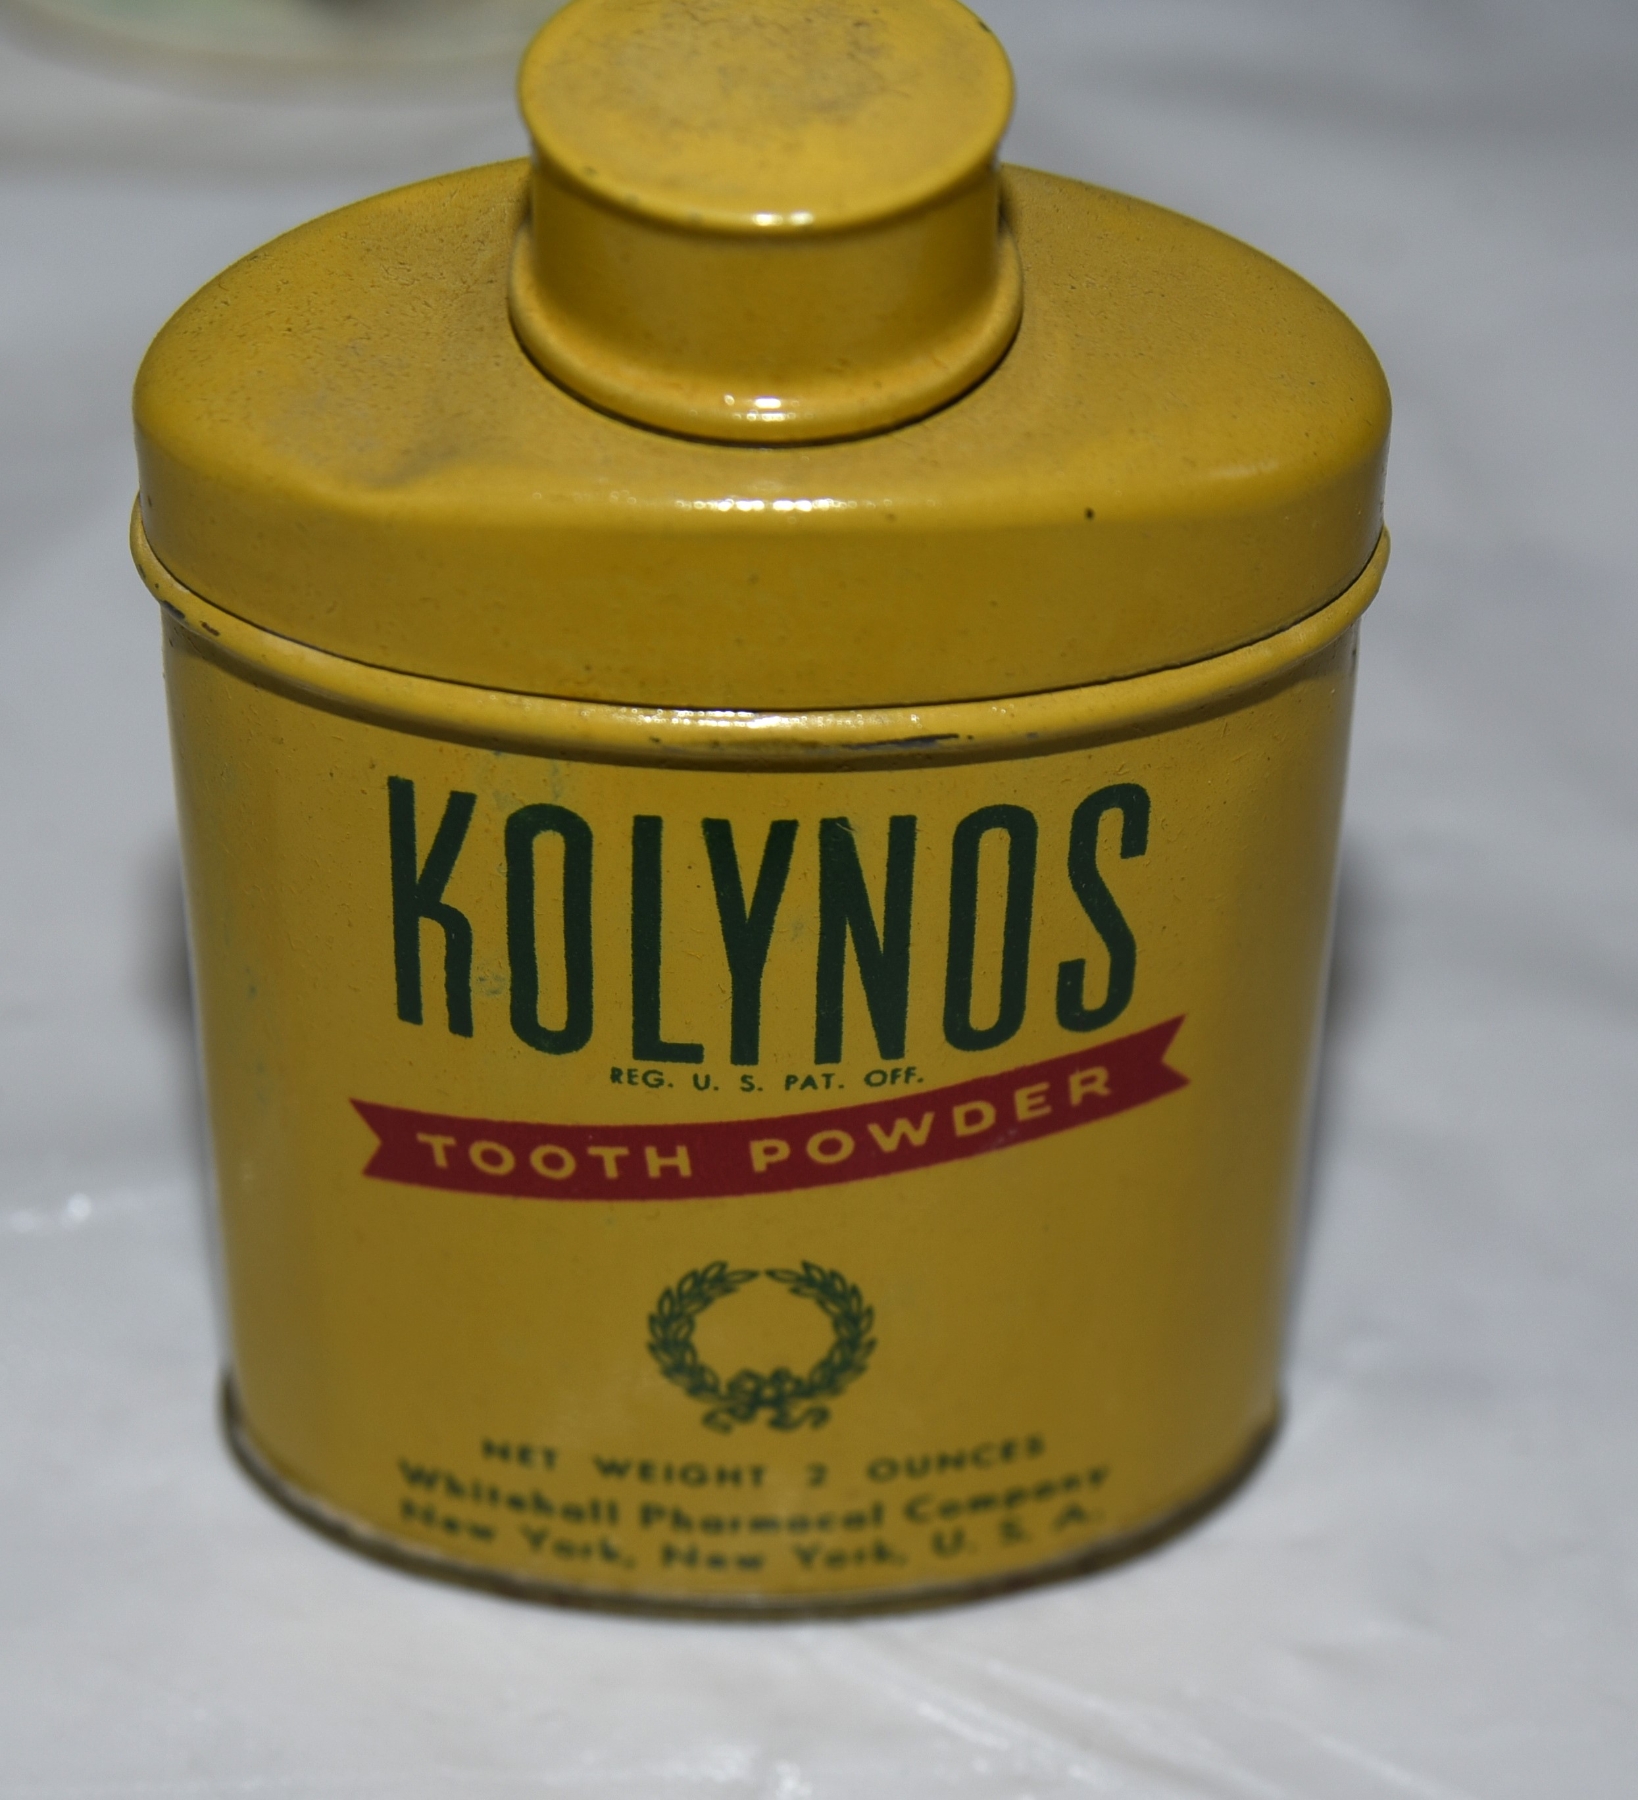 KOLYNOS
REG. U. S. PAT. OFF.
TOOTH POWDER
NET WEIGHT 2 OUNCES
Whitehall Pharmacal Company
New York, New York, U. S. A.